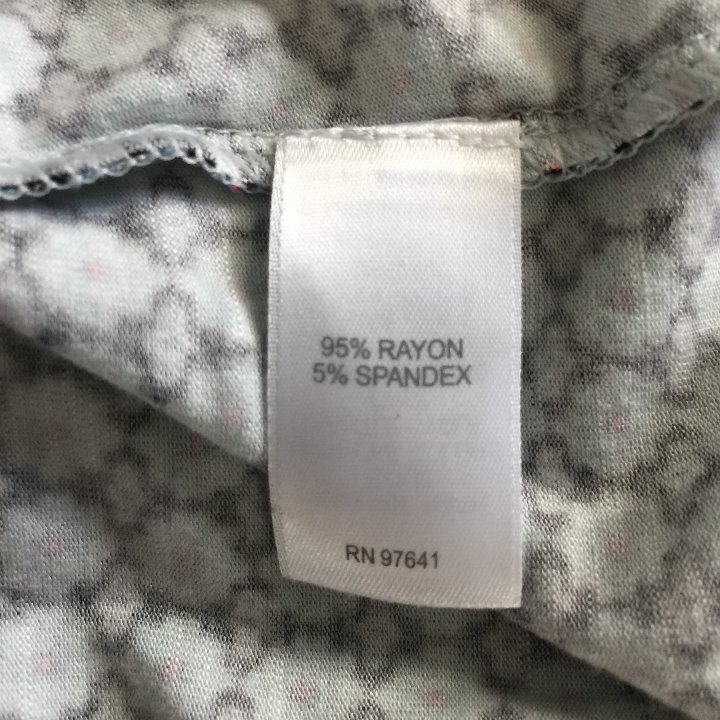 95% RAYON
5% SPANDEX
RN 97641